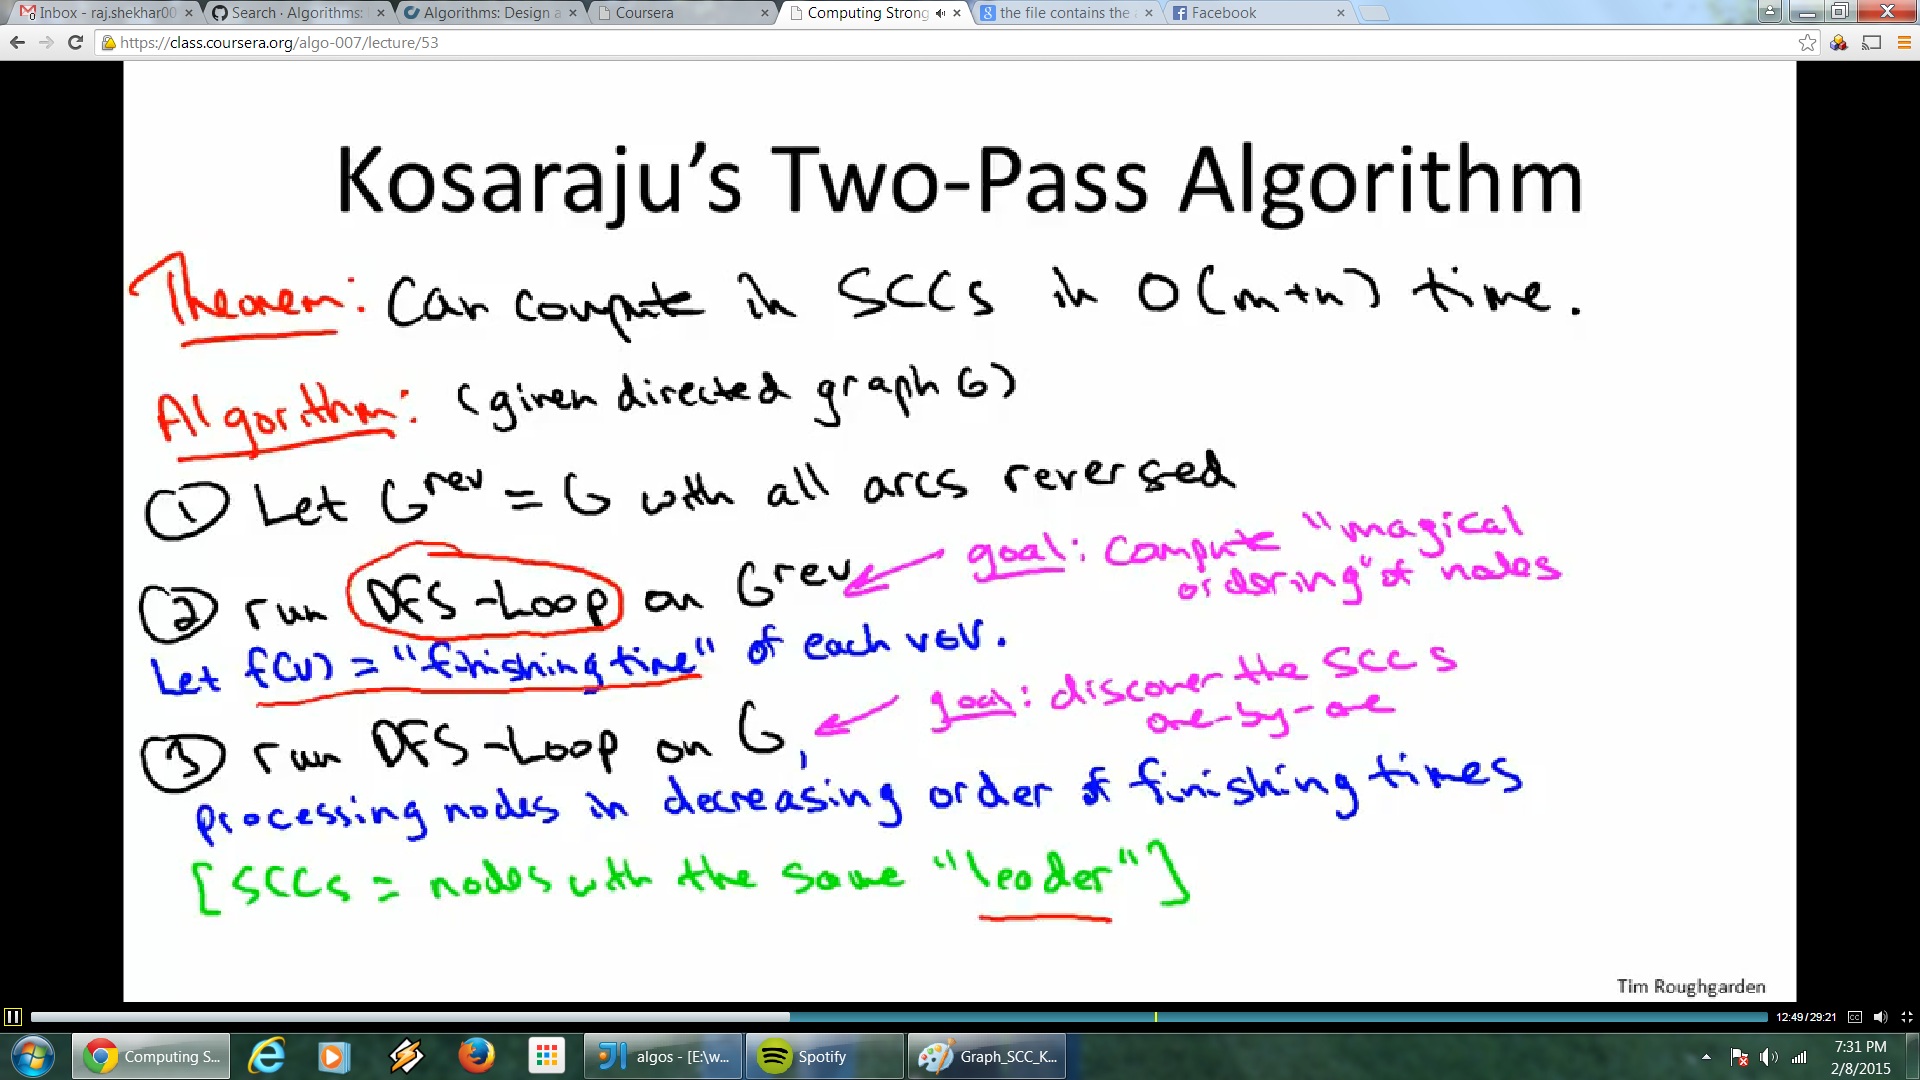 Inbox - raj.shekhar00
Search · Algorithms:
Algorithms: Design a
Coursera
Computing Strong
the file contains the
Facebook
https://class.coursera.org/algo-007/lecture/53
Kosaraju's Two-Pass Algorithm
Theorem: Can compute in SCCs in O(m+n) time.
Algorithm: (given directed graph G)
① Let Grev = G with all arcs reversed
goal: compute "magical
ordering" of nodes
② run DFS-Loop on Grev
Let f(v) = "finishing time" of each v∈V.
goal: discover the SCCs
one-by-one
③ run DFS-Loop on G,
processing nodes in decreasing order of finishing times
[SCCs = nodes with the same "leader"]
Tim Roughgarden
12:49/29:21
CC
Computing S...
algos - [E:\w...
Spotify
Graph_SCC_K...
7:31 PM
2/8/2015